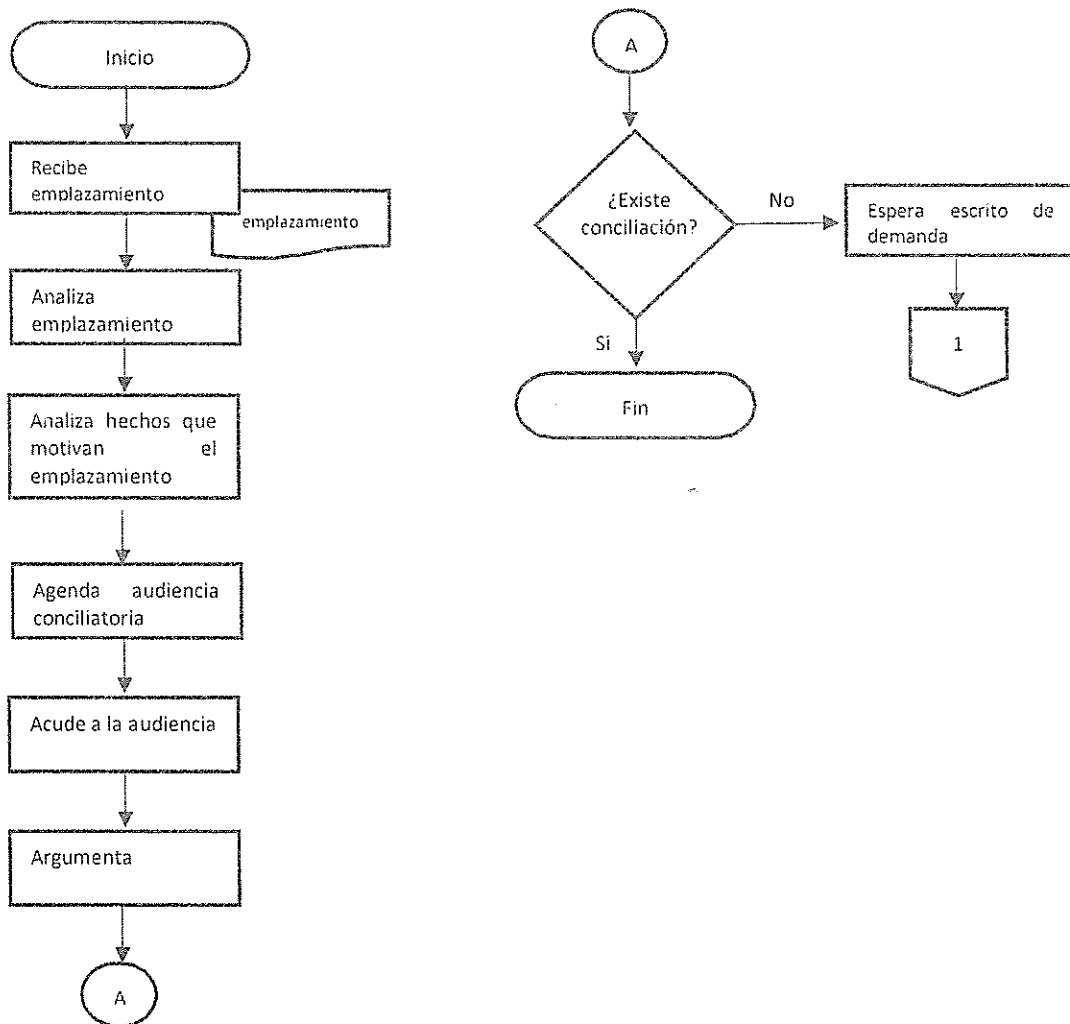 Inicio
Recibe
emplazamiento
emplazamiento
Analiza
emplazamiento
Analiza hechos que
motivan el
emplazamiento
Agenda audiencia
conciliatoria
Acude a la audiencia
Argumenta
A
A
¿Existe
conciliación?
No
Espera escrito de
demanda
1
Si
Fin